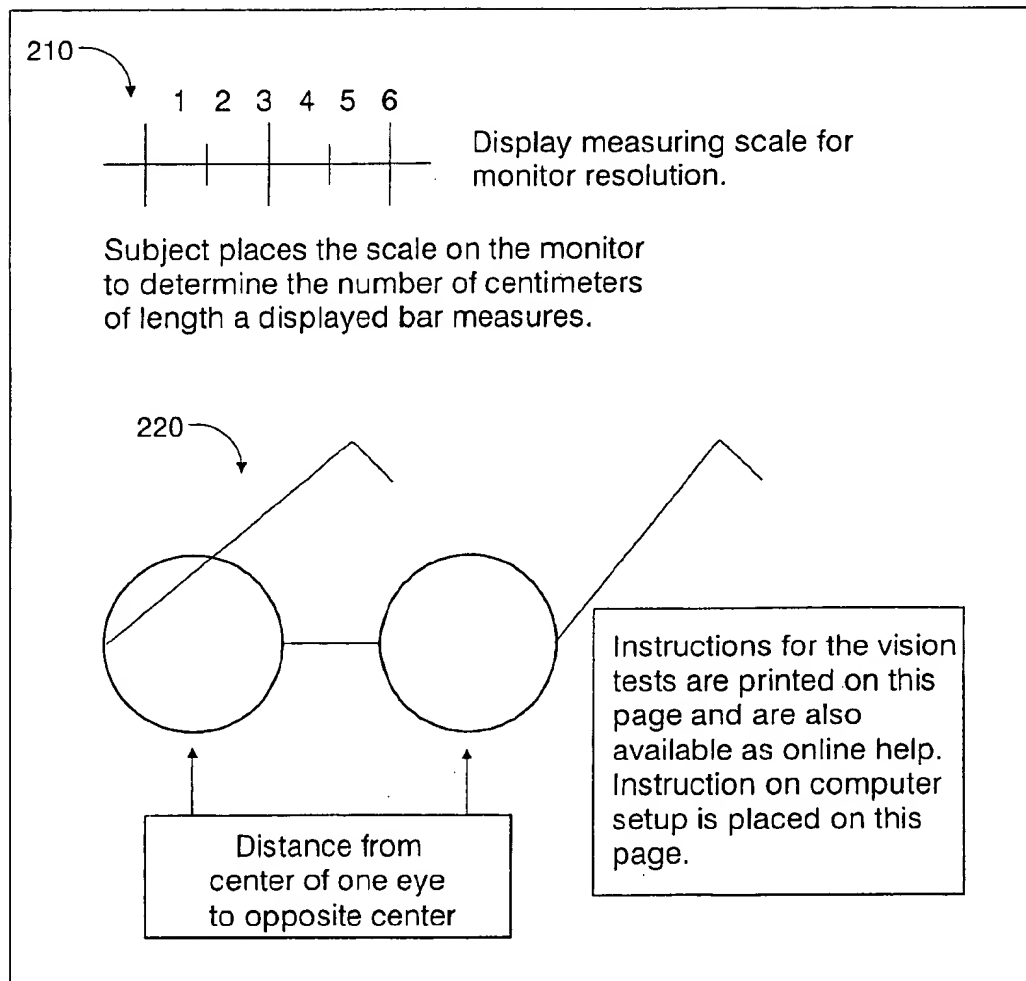 210
1 2 3 4 5 6
Display measuring scale for
monitor resolution.
Subject places the scale on the monitor
to determine the number of centimeters
of length a displayed bar measures.
220
Instructions for the vision
tests are printed on this
page and are also
available as online help.
Instruction on computer
setup is placed on this
page.
Distance from
center of one eye
to opposite center